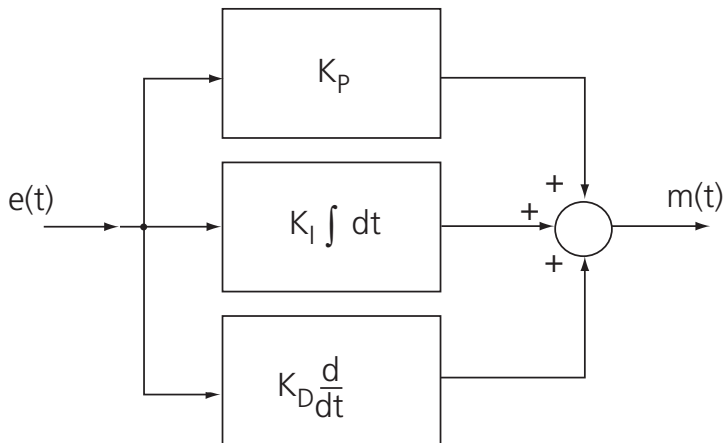 K_P
+
e(t)
K_I ∫ dt
+
m(t)
+
K_D d/dt